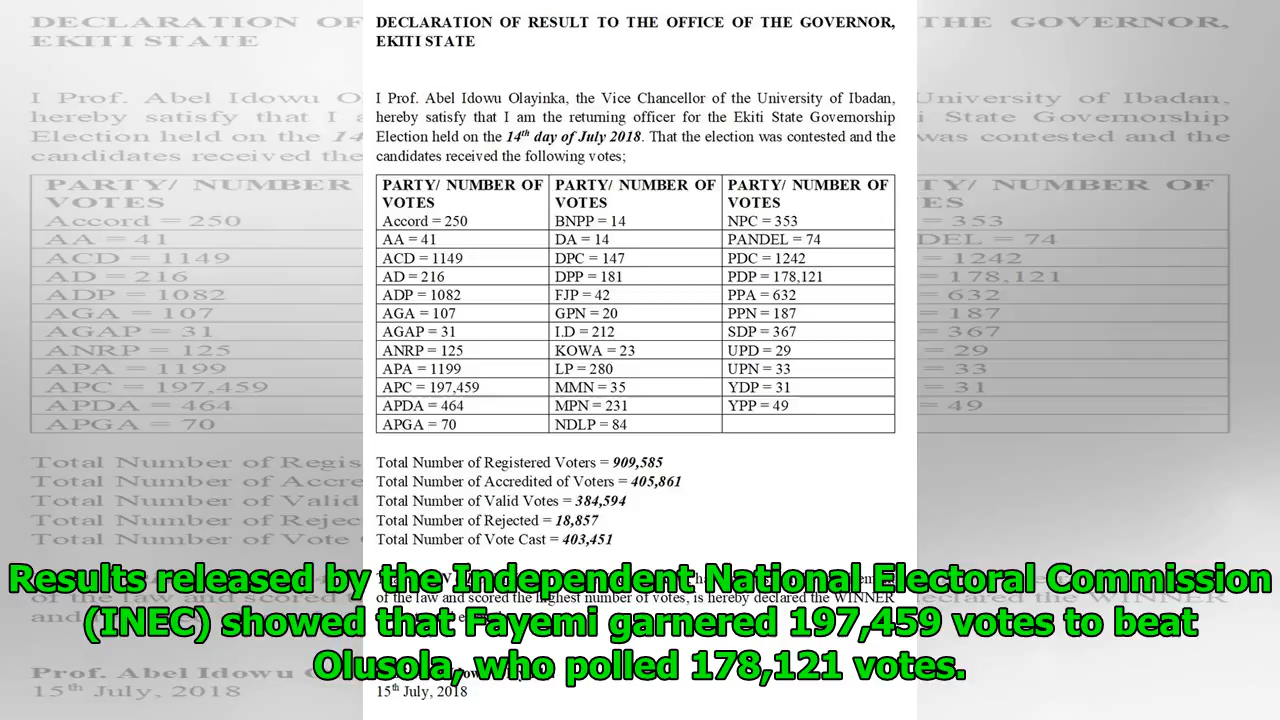 DECLARATION OF RESULT TO THE OFFICE OF THE GOVERNOR,
EKITI STATE
I Prof. Abel Idowu Olayinka, the Vice Chancellor of the University of Ibadan,
hereby satisfy that I am the returning officer for the Ekiti State Governorship
Election held on the 14th day of July 2018. That the election was contested and the
candidates received the following votes;
PARTY/ NUMBER OF VOTES PARTY/ NUMBER OF VOTES PARTY/ NUMBER OF VOTES
Accord = 250 BNPP = 14 NPC = 353
AA = 41 DA = 14 PANDEL = 74
ACD = 1149 DPC = 147 PDC = 1242
AD = 216 DPP = 181 PDP = 178,121
ADP = 1082 FJP = 42 PPA = 632
AGA = 107 GPN = 20 PPN = 187
AGAP = 31 I.D = 212 SDP = 367
ANRP = 125 KOWA = 23 UPD = 29
APA = 1199 LP = 280 UPN = 33
APC = 197,459 MMN = 35 YDP = 31
APDA = 464 MPN = 231 YPP = 49
APGA = 70 NDLP = 84
Total Number of Registered Voters = 909,585
Total Number of Accredited of Voters = 405,861
Total Number of Valid Votes = 384,594
Total Number of Rejected = 18,857
Total Number of Vote Cast = 403,451
of the law and scored the highest number of votes, is hereby declared the WINNER
15th July, 2018
Results released by the Independent National Electoral Commission
(INEC) showed that Fayemi garnered 197,459 votes to beat
Olusola, who polled 178,121 votes.